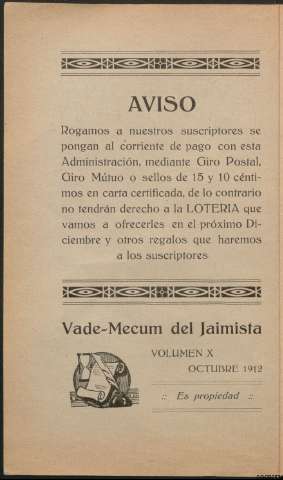 AVISO
Rogamos a nuestros suscriptores se
pongan al corriente de pago con esta
Administración, mediante Giro Postal,
Giro Mútuo o sellos de 15 y 10 cénti-
mos en carta certificada, de lo contrario
no tendrán derecho a la LOTERIA que
vamos a ofrecerles en el próximo Di-
ciembre y otros regalos que haremos
a los suscriptores
Vade-Mecum del Jaimista
VOLUMEN X
OCTUBRE 1912
:: Es propiedad ::